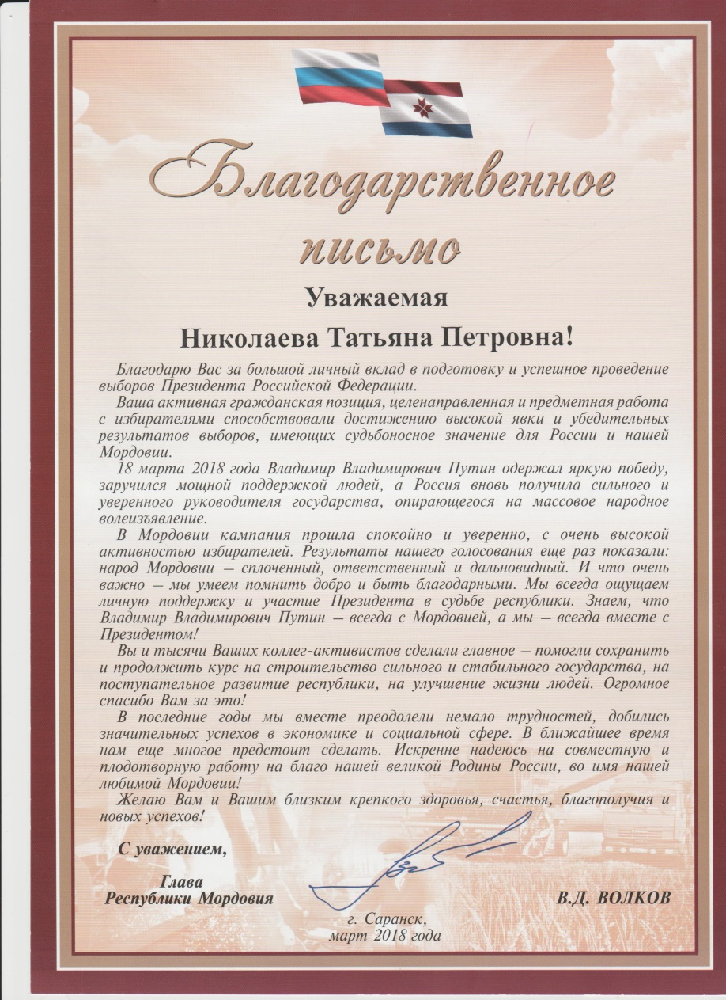 Благодарственное
письмо
Уважаемая
Николаева Татьяна Петровна!
Благодарю Вас за большой личный вклад в подготовку и успешное проведение
выборов Президента Российской Федерации.
Ваша активная гражданская позиция, целенаправленная и предметная работа
с избирателями способствовали достижению высокой явки и убедительных
результатов выборов, имеющих судьбоносное значение для России и нашей
Мордовии.
18 марта 2018 года Владимир Владимирович Путин одержал яркую победу,
заручился мощной поддержкой людей, а Россия вновь получила сильного и
уверенного руководителя государства, опирающегося на массовое народное
волеизъявление.
В Мордовии кампания прошла спокойно и уверенно, с очень высокой
активностью избирателей. Результаты нашего голосования еще раз показали:
народ Мордовии – сплоченный, ответственный и дальновидный. И что очень
важно – мы умеем помнить добро и быть благодарными. Мы всегда ощущаем
личную поддержку и участие Президента в судьбе республики. Знаем, что
Владимир Владимирович Путин – всегда с Мордовией, а мы – всегда вместе с
Президентом!
Вы и тысячи Ваших коллег-активистов сделали главное – помогли сохранить
и продолжить курс на строительство сильного и стабильного государства, на
поступательное развитие республики, на улучшение жизни людей. Огромное
спасибо Вам за это!
В последние годы мы вместе преодолели немало трудностей, добились
значительных успехов в экономике и социальной сфере. В ближайшее время
нам еще многое предстоит сделать. Искренне надеюсь на совместную и
плодотворную работу на благо нашей великой Родины России, во имя нашей
любимой Мордовии!
Желаю Вам и Вашим близким крепкого здоровья, счастья, благополучия и
новых успехов!
С уважением,
Глава
Республики Мордовия
В.Д. ВОЛКОВ
г. Саранск,
март 2018 года